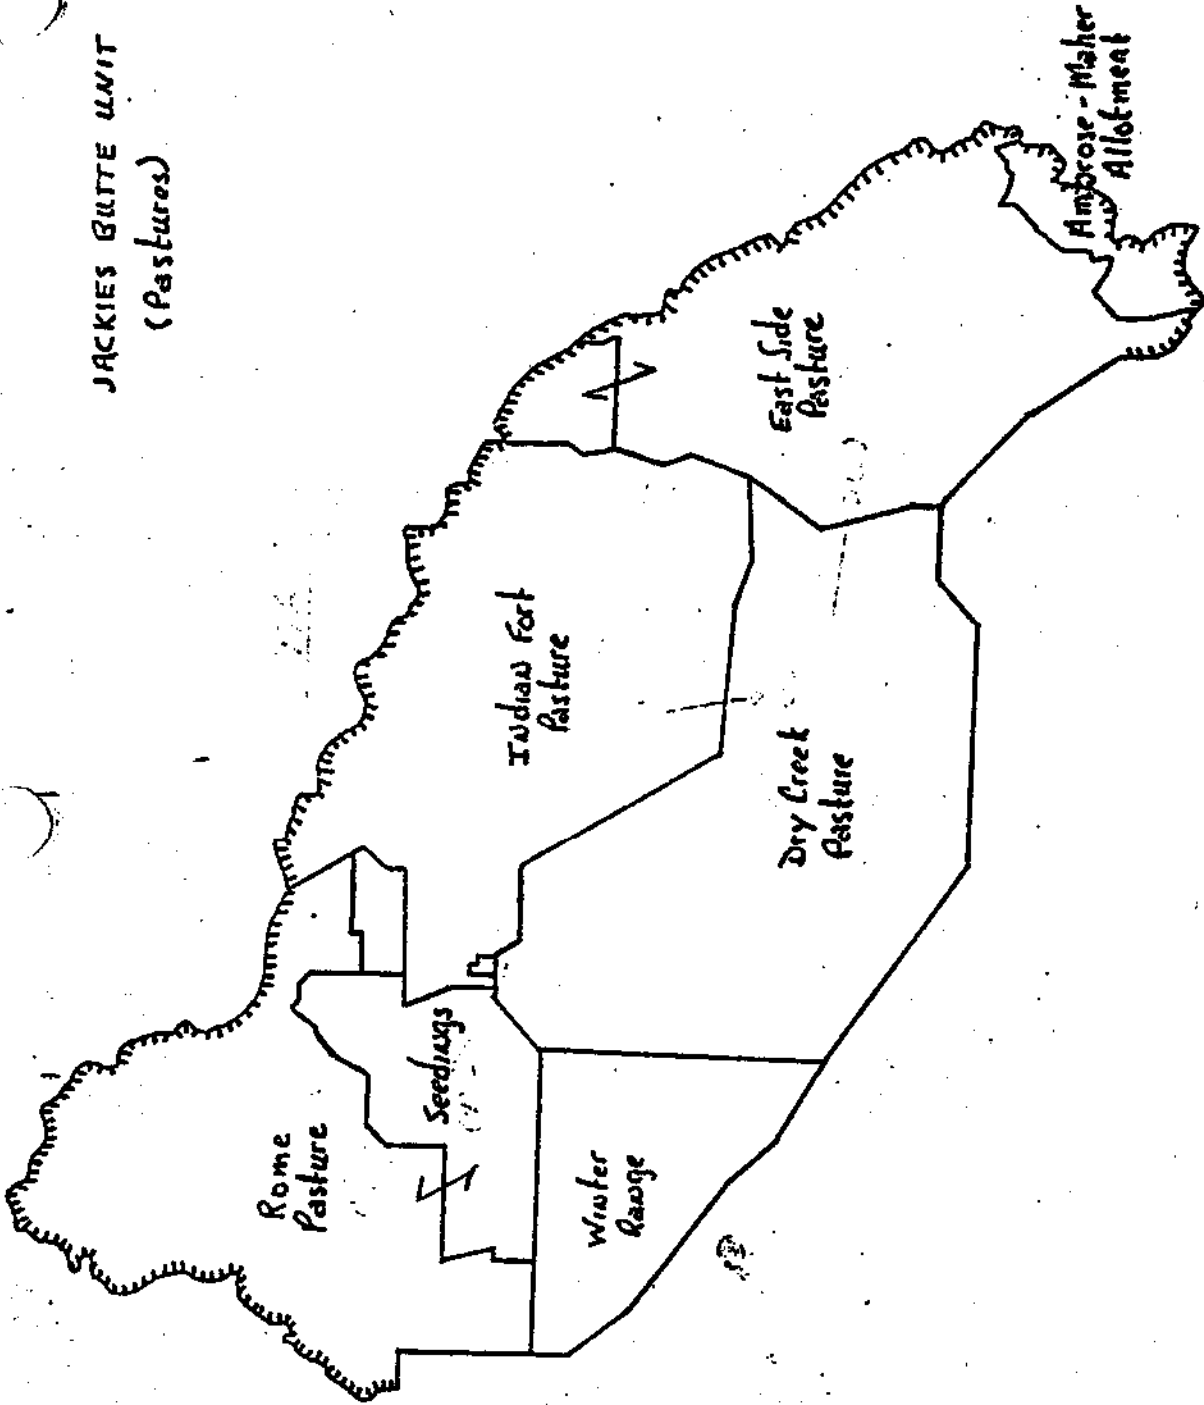 JACKIES BUTTE UNIT
(Pastures)
Ambrose - Maher
Allotment
East Side
Pasture
Indian Fort
Pasture
Dry Creek
Pasture
Seedings
Rome
Pasture
Winter
Range